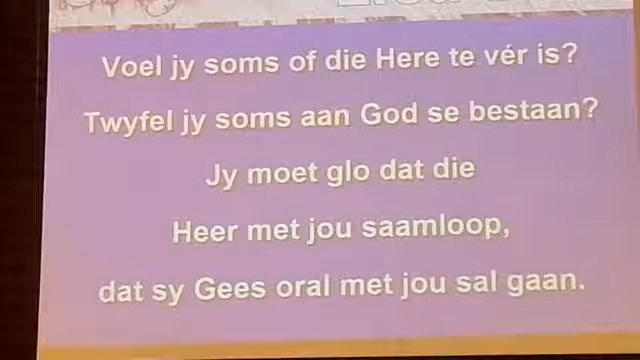 Voel jy soms of die Here te vér is?
Twyfel jy soms aan God se bestaan?
Jy moet glo dat die
Heer met jou saamloop,
dat sy Gees oral met jou sal gaan.